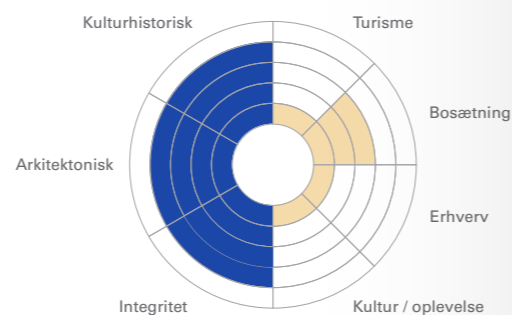 Kulturhistorisk
Turisme
Bosætning
Arkitektonisk
Erhverv
Integritet
Kultur / oplevelse